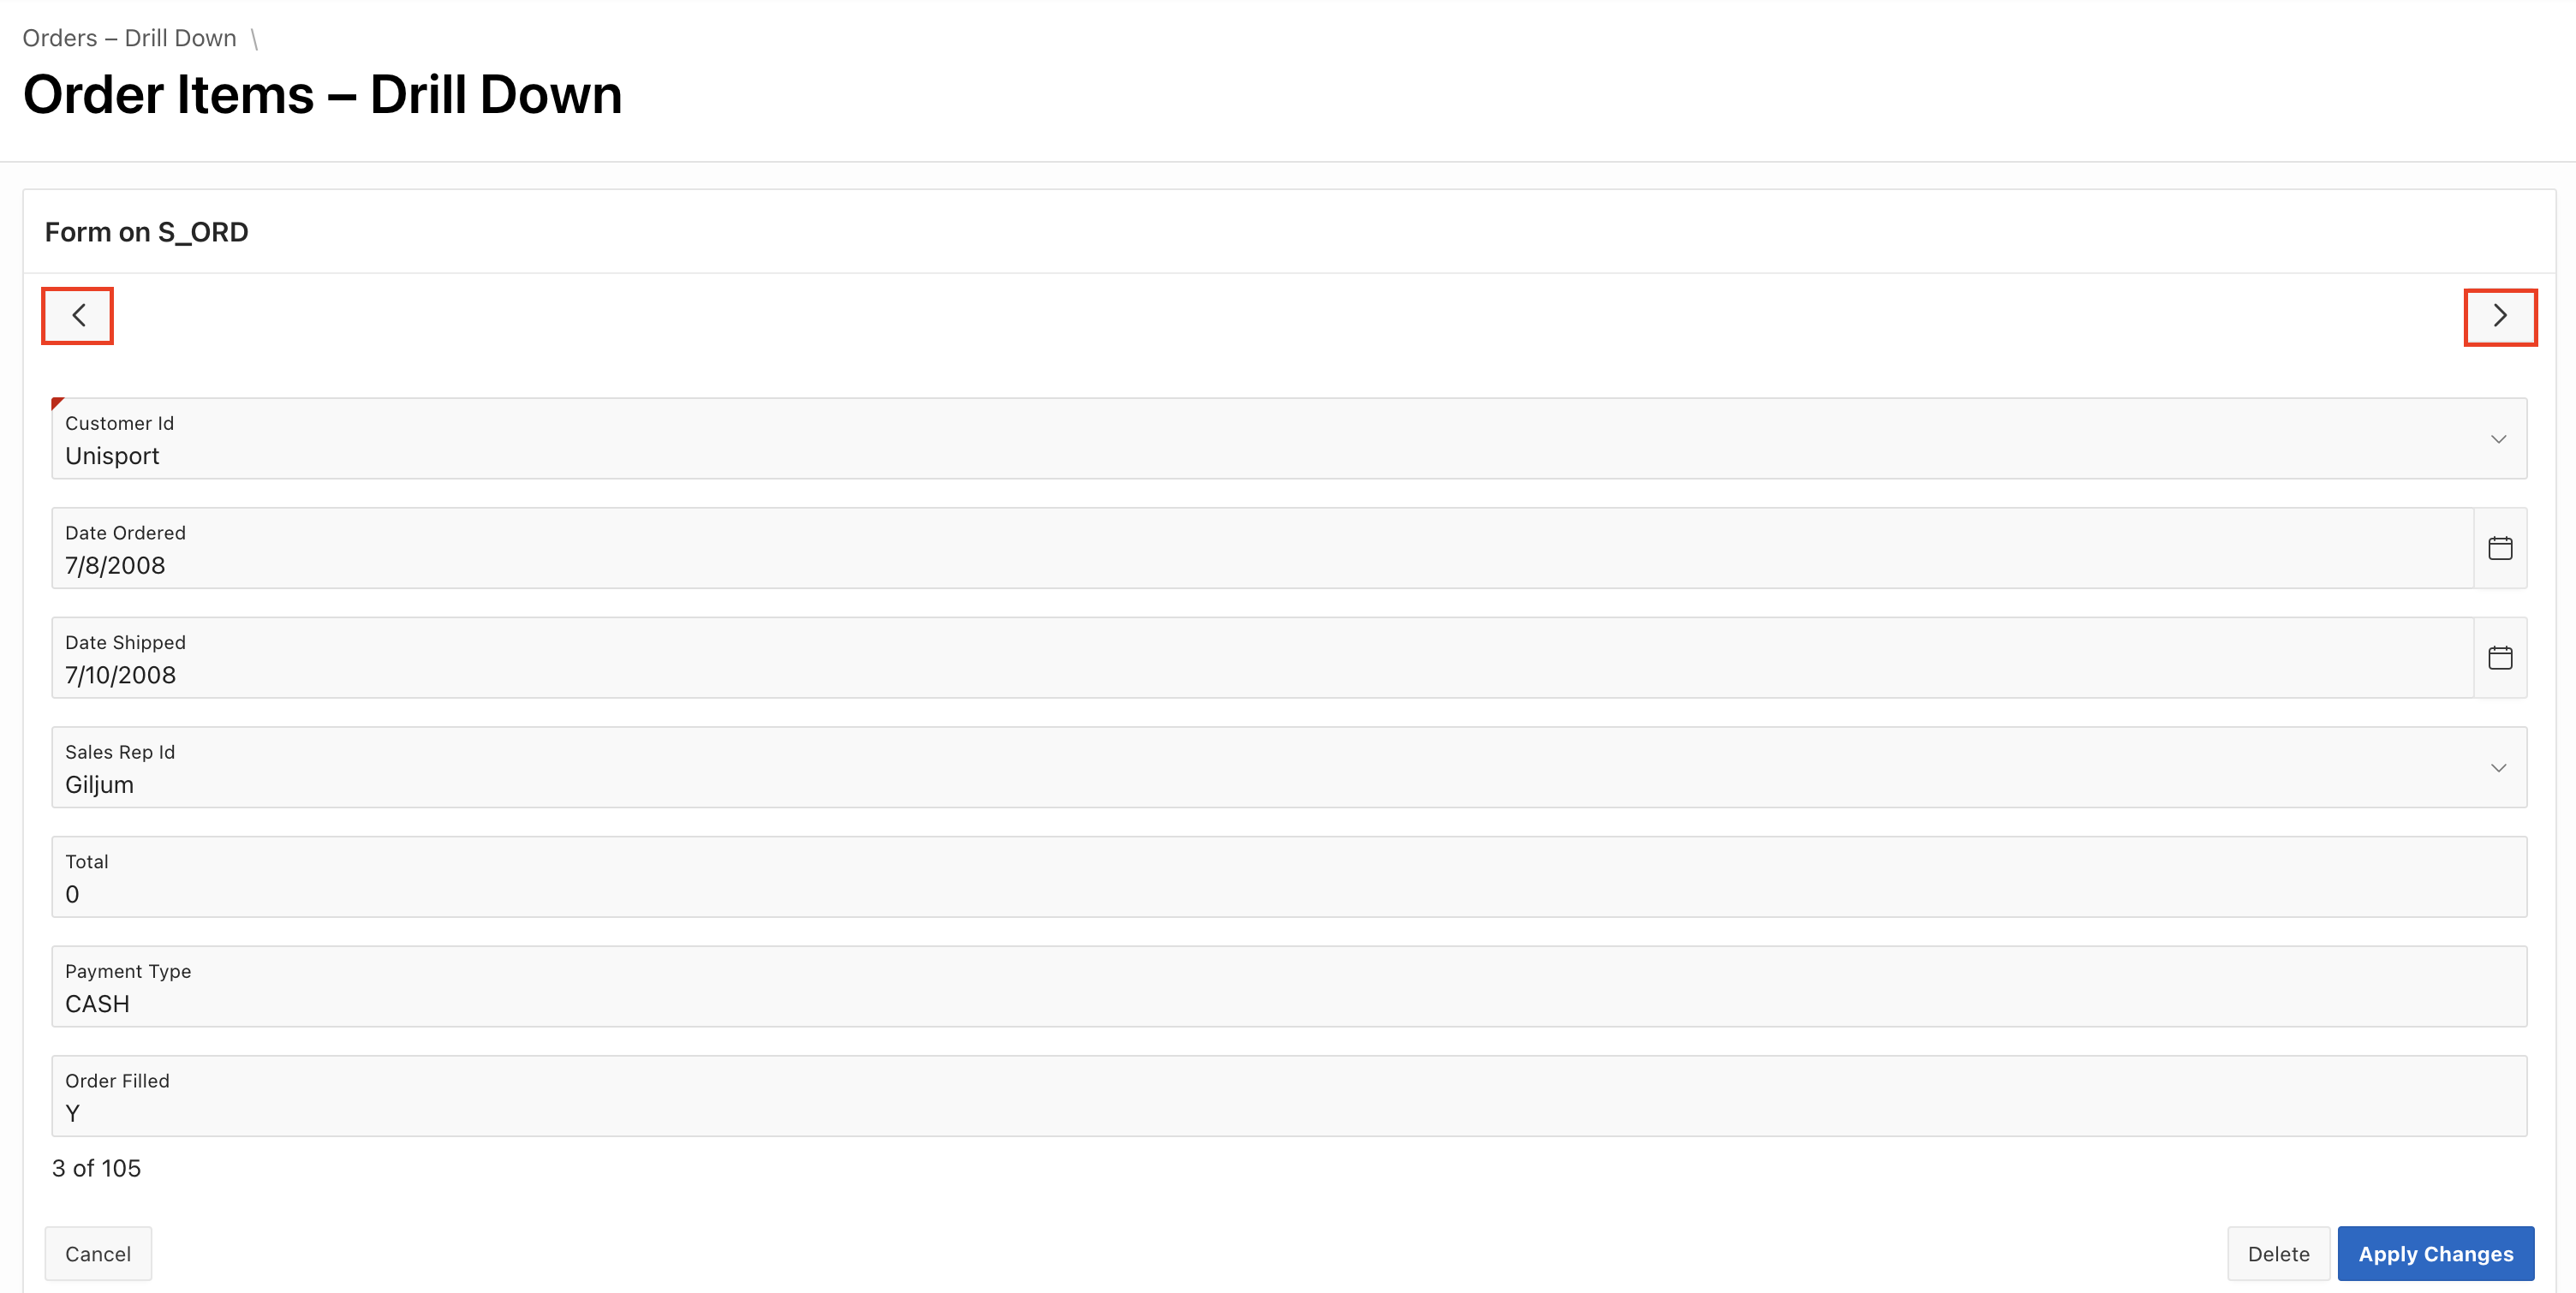 Orders – Drill Down \
Order Items – Drill Down
Form on S_ORD
Customer Id
Unisport
Date Ordered
7/8/2008
Date Shipped
7/10/2008
Sales Rep Id
Giljum
Total
0
Payment Type
CASH
Order Filled
Y
3 of 105
Cancel
Delete
Apply Changes